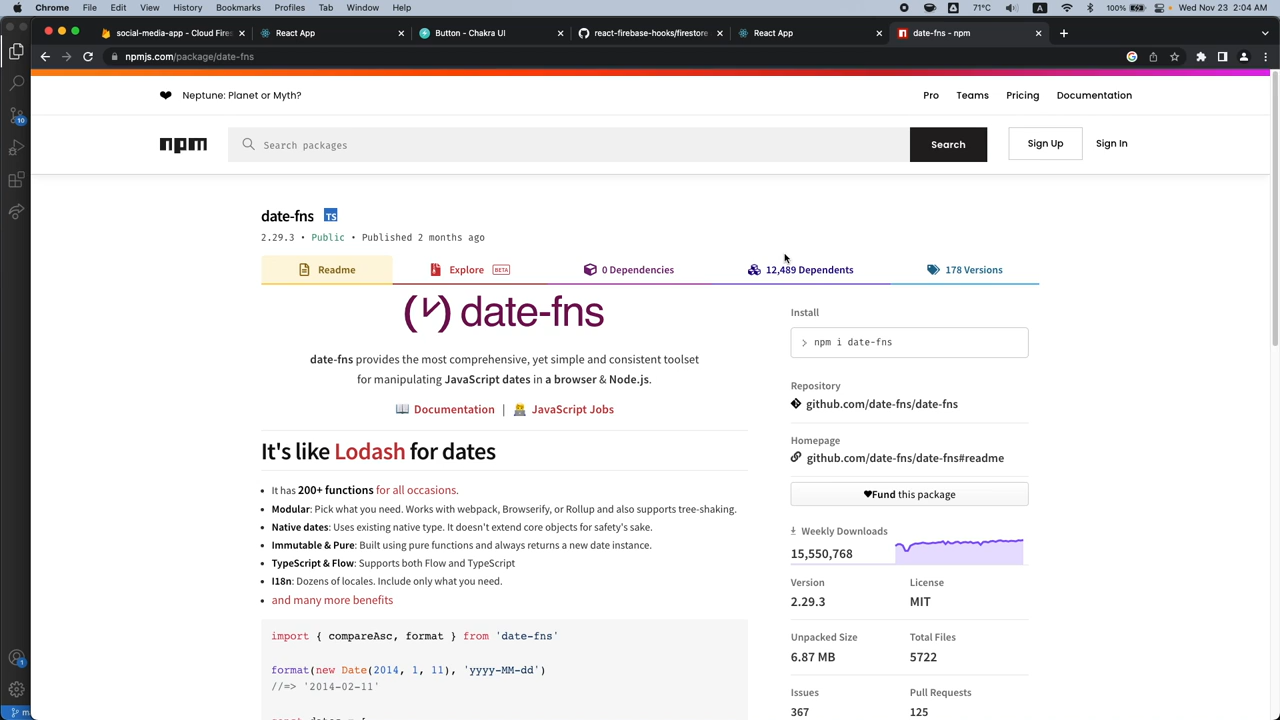 Chrome File Edit View History Bookmarks Profiles Tab Window Help 71°F A 100% Wed Nov 23 2:04 AM
social-media-app - Cloud Fires React App Button - Chakra UI react-firebase-hooks/firestore React App date-fns - npm
npmjs.com/package/date-fns
❤ Neptune: Planet or Myth? Pro Teams Pricing Documentation
npm Search packages Search Sign Up Sign In
10
date-fns TS
2.29.3 • Public • Published 2 months ago
Readme Explore BETA 0 Dependencies 12,489 Dependents 178 Versions
date-fns
Install
> npm i date-fns
date-fns provides the most comprehensive, yet simple and consistent toolset
for manipulating JavaScript dates in a browser & Node.js.
📖 Documentation | 🧑‍💻 JavaScript Jobs
Repository
github.com/date-fns/date-fns
Homepage
github.com/date-fns/date-fns#readme
❤Fund this package
It's like Lodash for dates
• It has 200+ functions for all occasions.
• Modular: Pick what you need. Works with webpack, Browserify, or Rollup and also supports tree-shaking.
• Native dates: Uses existing native type. It doesn't extend core objects for safety's sake.
• Immutable & Pure: Built using pure functions and always returns a new date instance.
• TypeScript & Flow: Supports both Flow and TypeScript
• I18n: Dozens of locales. Include only what you need.
• and many more benefits
Weekly Downloads
15,550,768
Version License
2.29.3 MIT
Unpacked Size Total Files
6.87 MB 5722
Issues Pull Requests
367 125
import { compareAsc, format } from 'date-fns'
format(new Date(2014, 1, 11), 'yyyy-MM-dd')
//=> '2014-02-11'
1
m